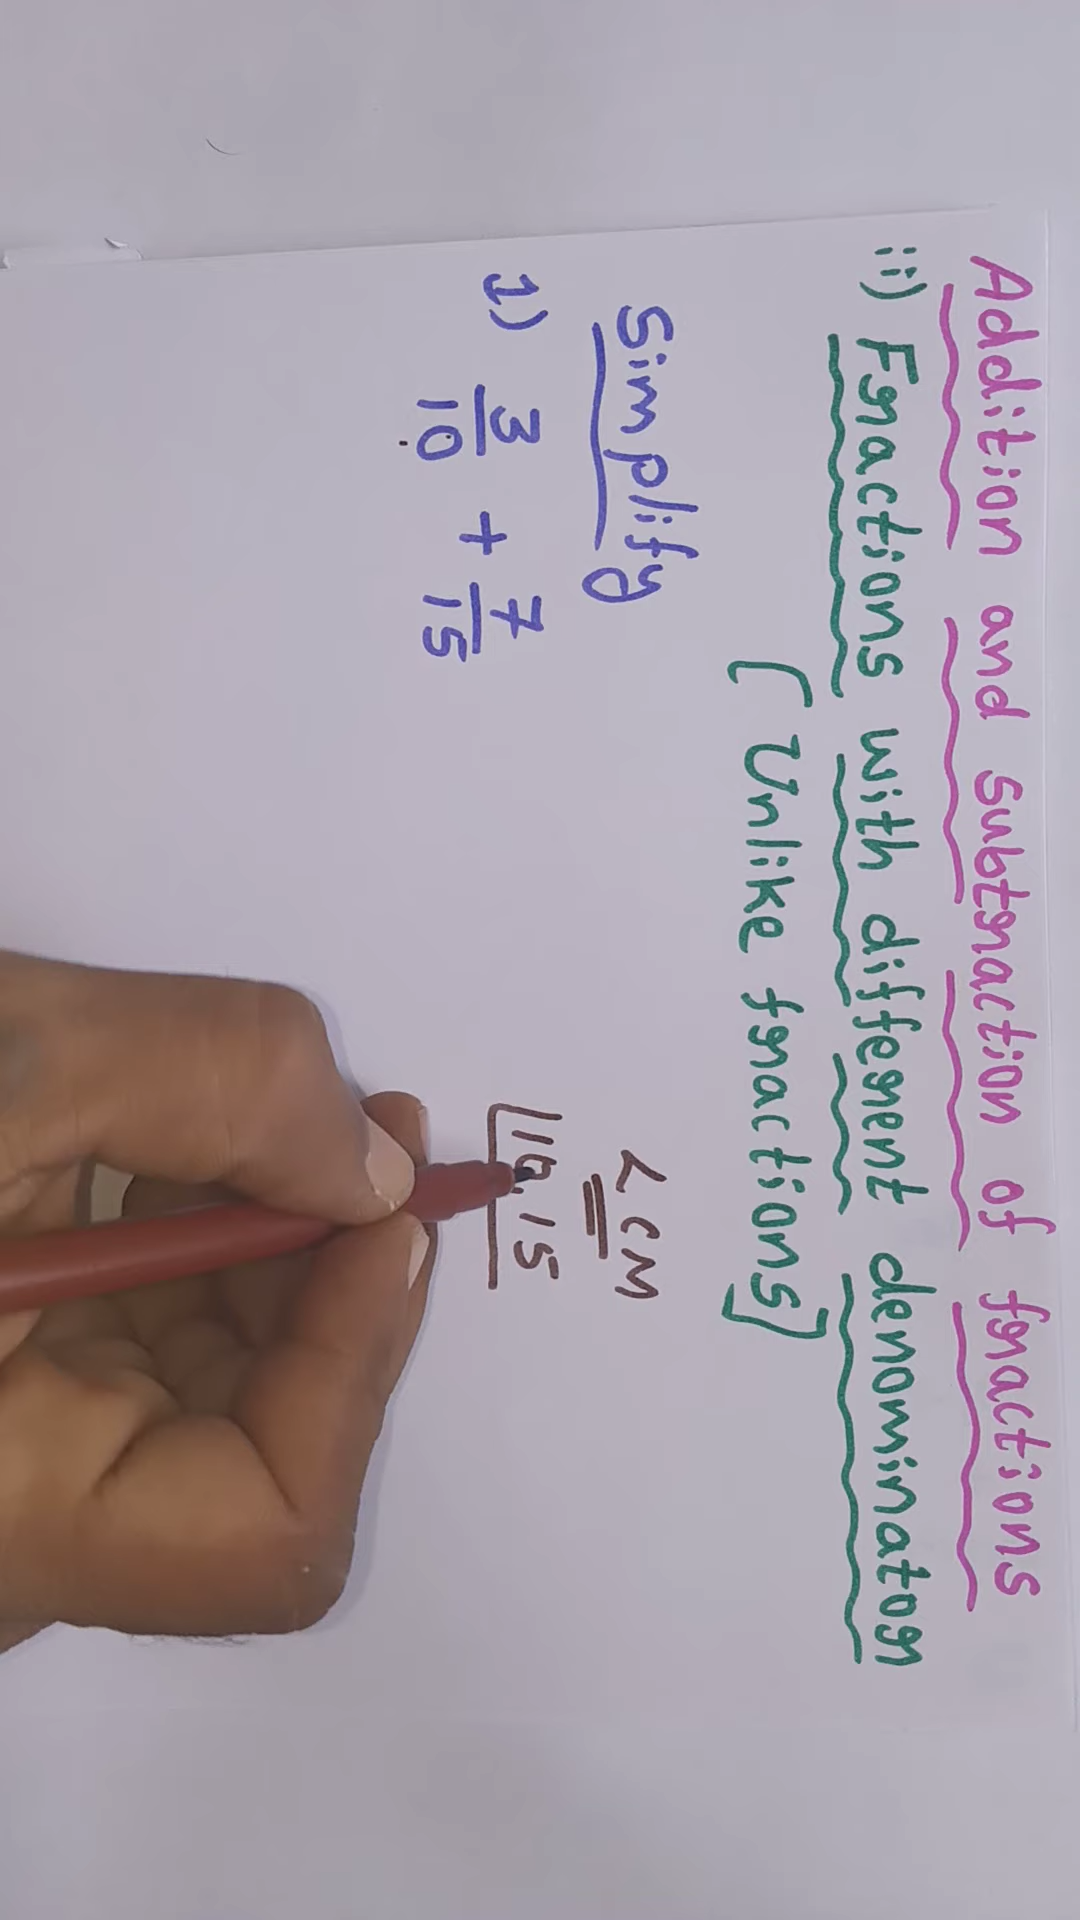 Addition and Subtraction of fractions
ii) Fractions with different denominator
[Unlike fractions]
Simplify
LCM
1) 3/10 + 7/15
10, 15